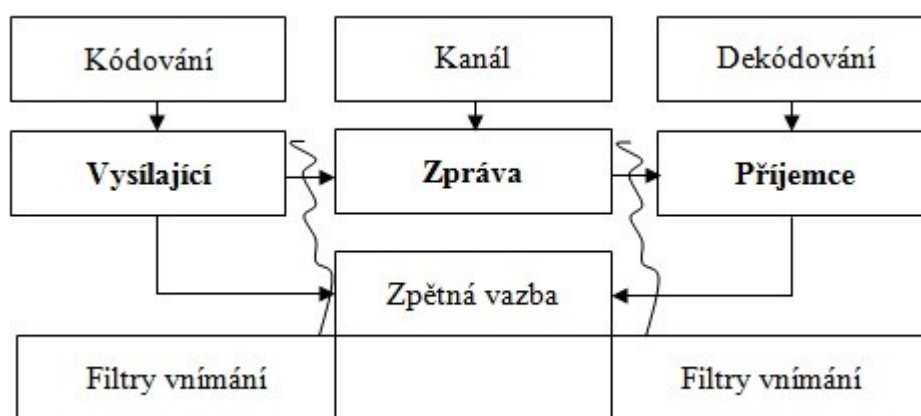 Kódování
Kanál
Dekódování
Vysílající
Zpráva
Příjemce
Zpětná vazba
Filtry vnímání
Filtry vnímání